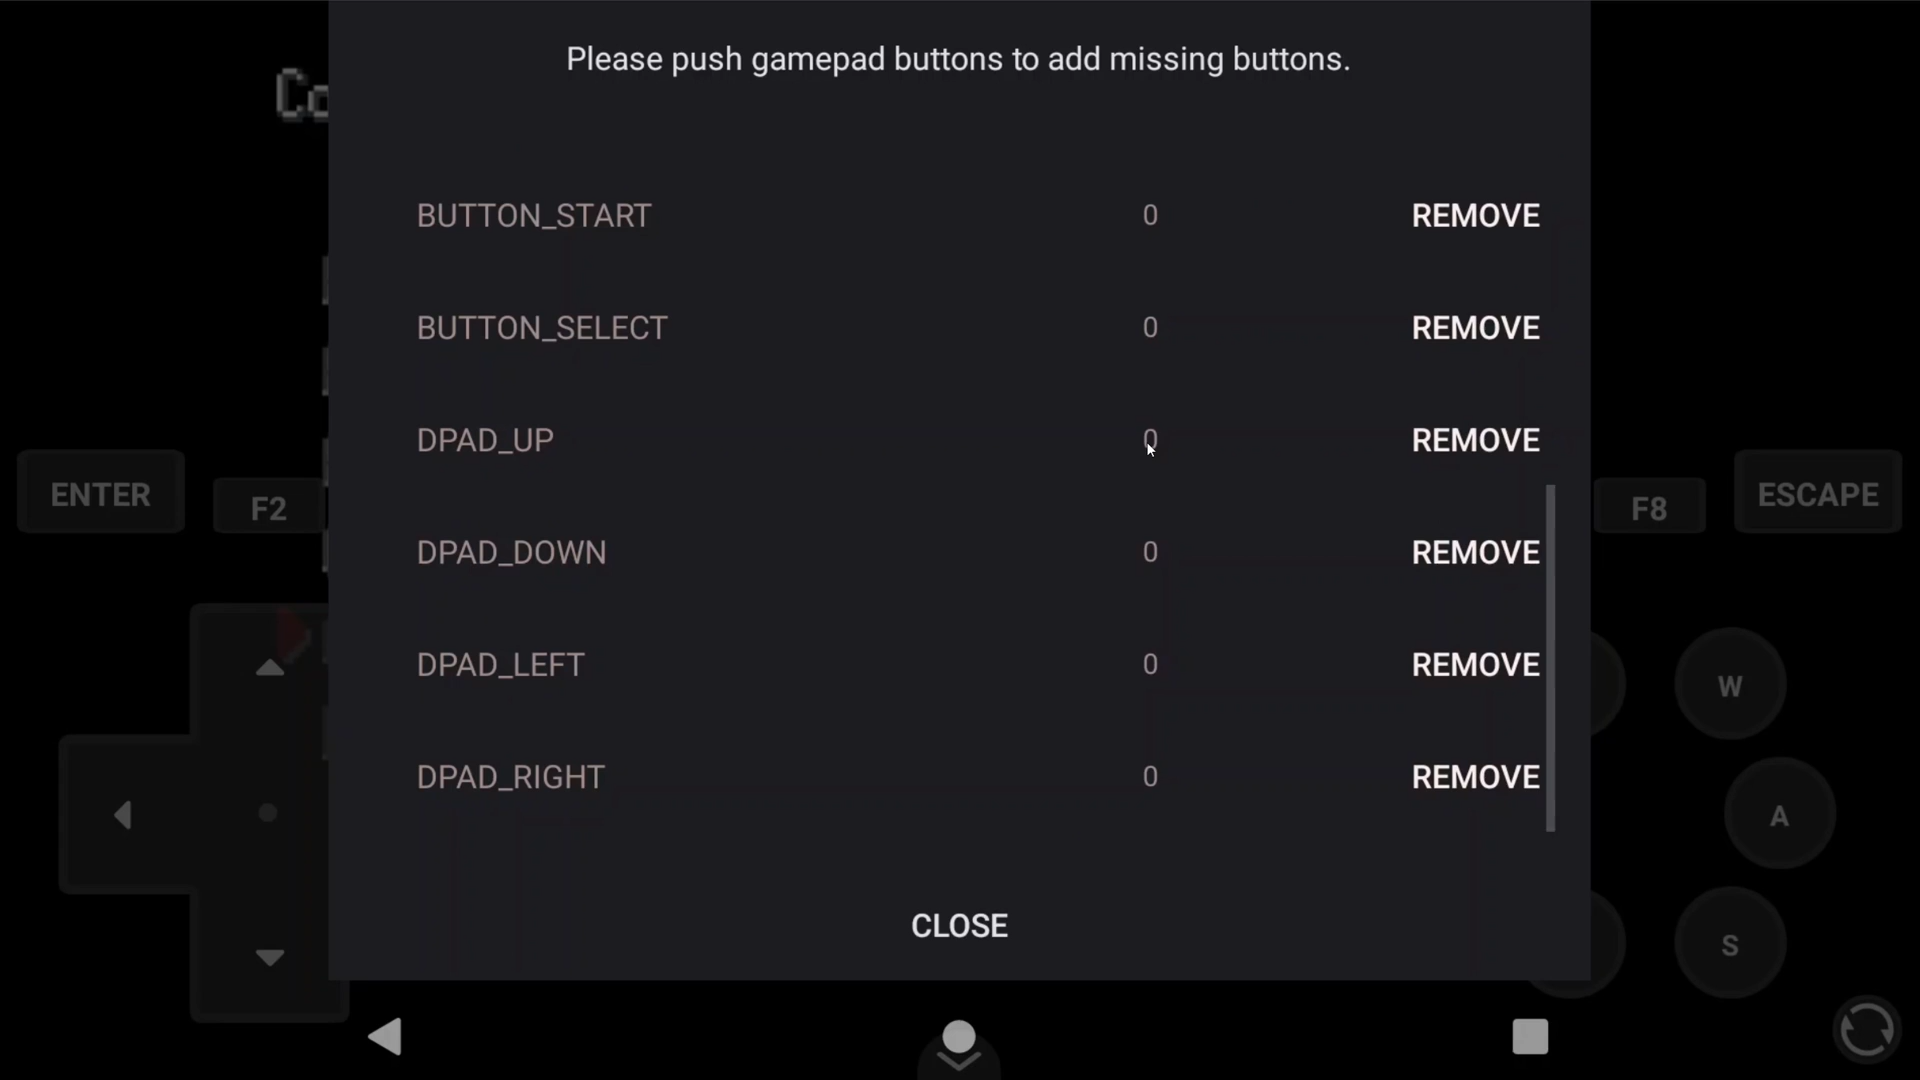 Please push gamepad buttons to add missing buttons.
Co
BUTTON_START 0 REMOVE
BUTTON_SELECT 0 REMOVE
DPAD_UP 0 REMOVE
ENTER F2 F8 ESCAPE
DPAD_DOWN 0 REMOVE
DPAD_LEFT 0 REMOVE
W
DPAD_RIGHT 0 REMOVE
A
CLOSE
S